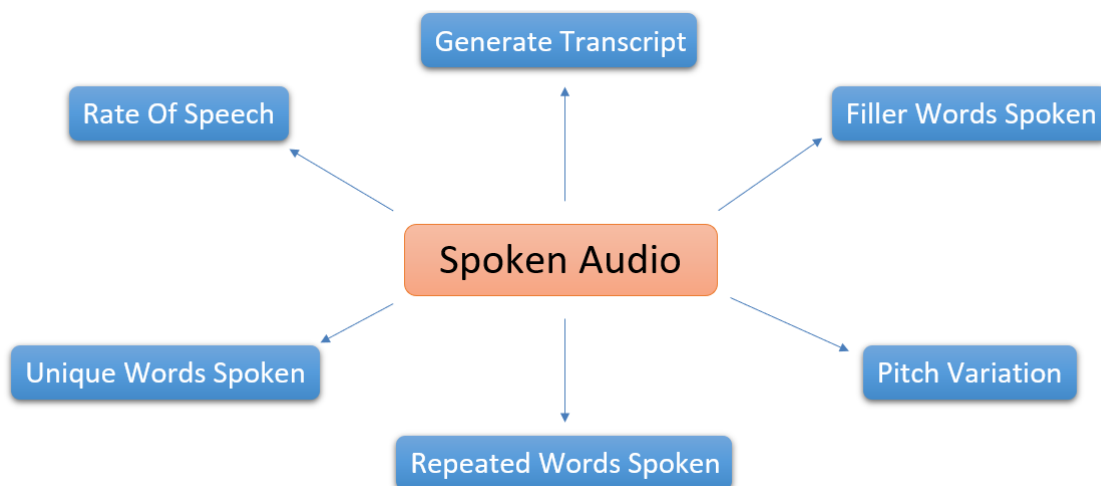 Generate Transcript
Rate Of Speech
Filler Words Spoken
Spoken Audio
Unique Words Spoken
Pitch Variation
Repeated Words Spoken